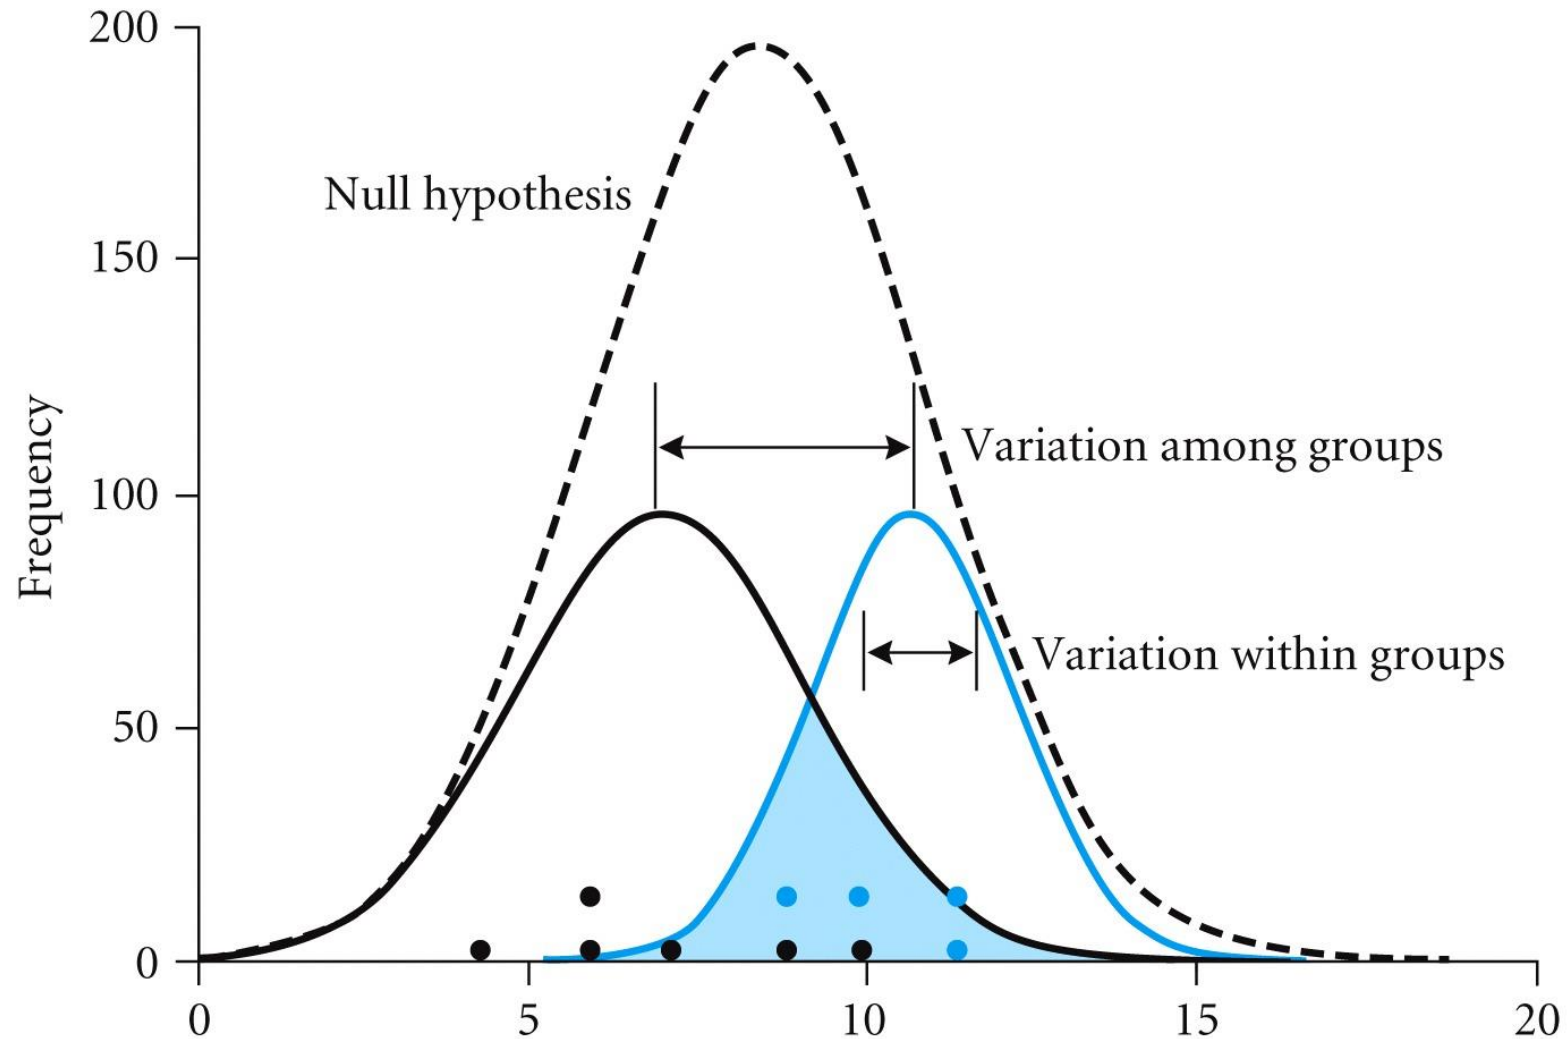 200
Null hypothesis
150
Variation among groups
100
Frequency
Variation within groups
50
0
0 5 10 15 20